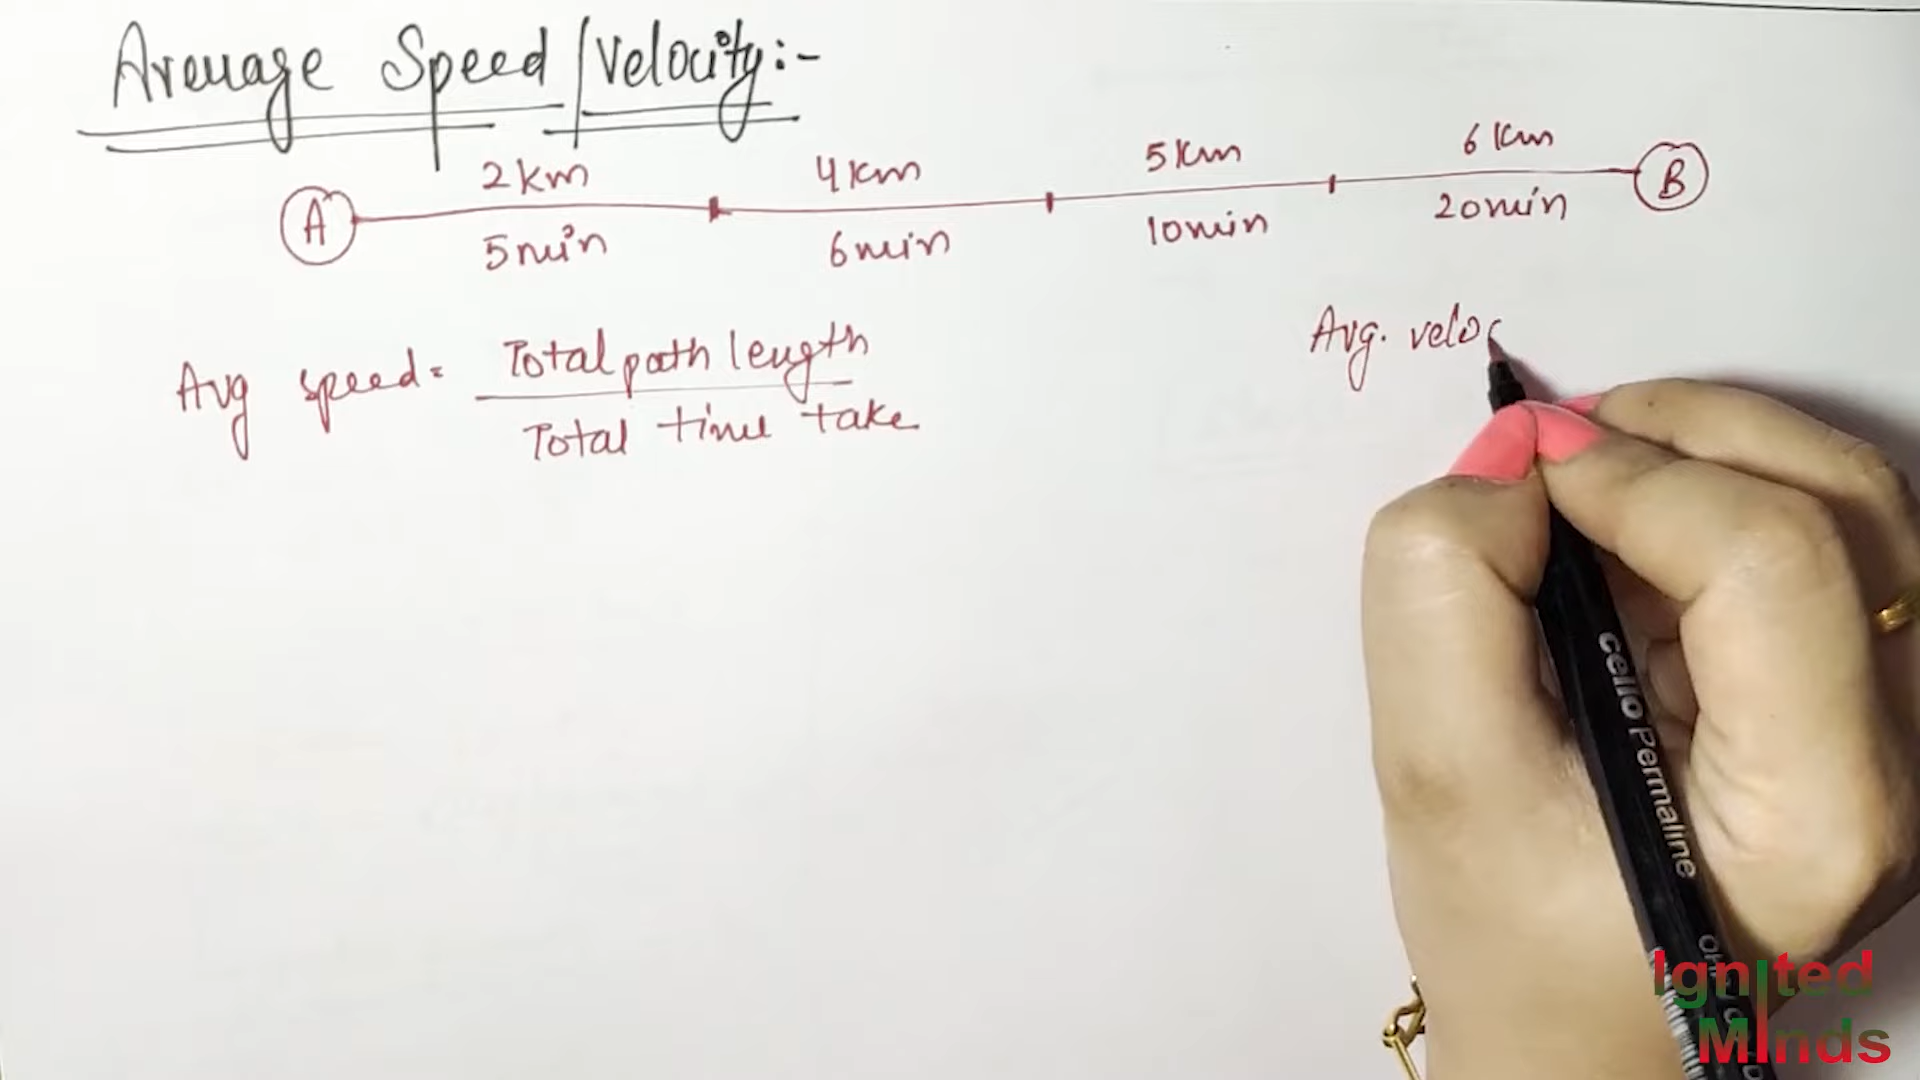 Average Speed/Velocity:-
2km 4km 5km 6km
A B
5min 6min 10min 20min
Avg speed = Total path length
Total time take
Avg. veloc
cello Permaline
Ignited
Minds